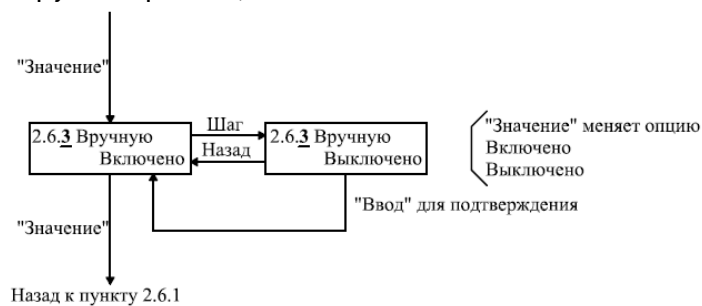 "Значение"
2.6.3 Вручную
Включено
Шаг
Назад
2.6.3 Вручную
Выключено
"Значение" меняет опцию
Включено
Выключено
"Ввод" для подтверждения
"Значение"
Назад к пункту 2.6.1